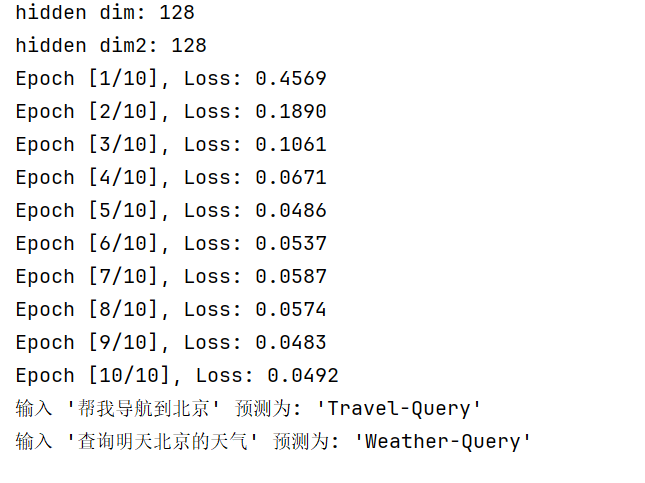 hidden dim: 128
hidden dim2: 128
Epoch [1/10], Loss: 0.4569
Epoch [2/10], Loss: 0.1890
Epoch [3/10], Loss: 0.1061
Epoch [4/10], Loss: 0.0671
Epoch [5/10], Loss: 0.0486
Epoch [6/10], Loss: 0.0537
Epoch [7/10], Loss: 0.0587
Epoch [8/10], Loss: 0.0574
Epoch [9/10], Loss: 0.0483
Epoch [10/10], Loss: 0.0492
输入 '帮我导航到北京' 预测为: 'Travel-Query'
输入 '查询明天北京的天气' 预测为: 'Weather-Query'